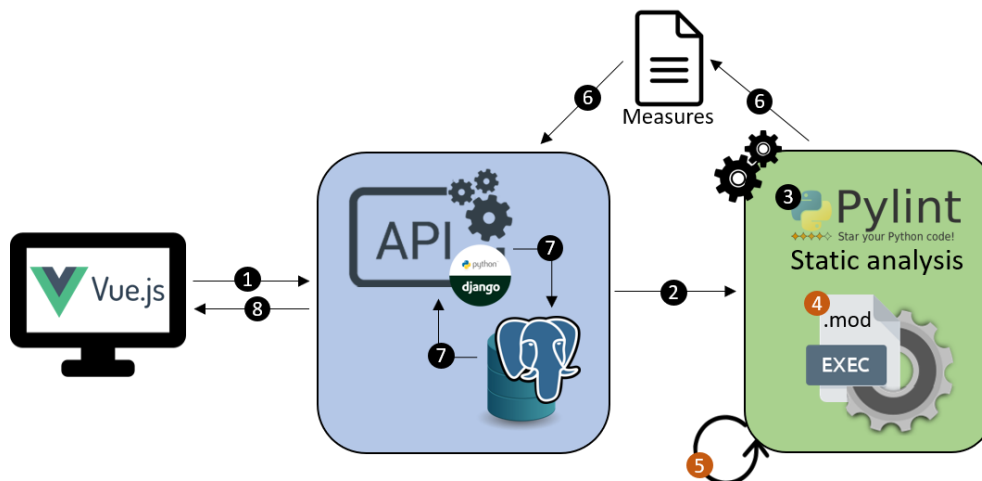 Measures
6
6
3
Pylint
Star your Python code!
Static analysis
API
7
python
django
Vue.js
1
8
2
4
.mod
EXEC
7
5